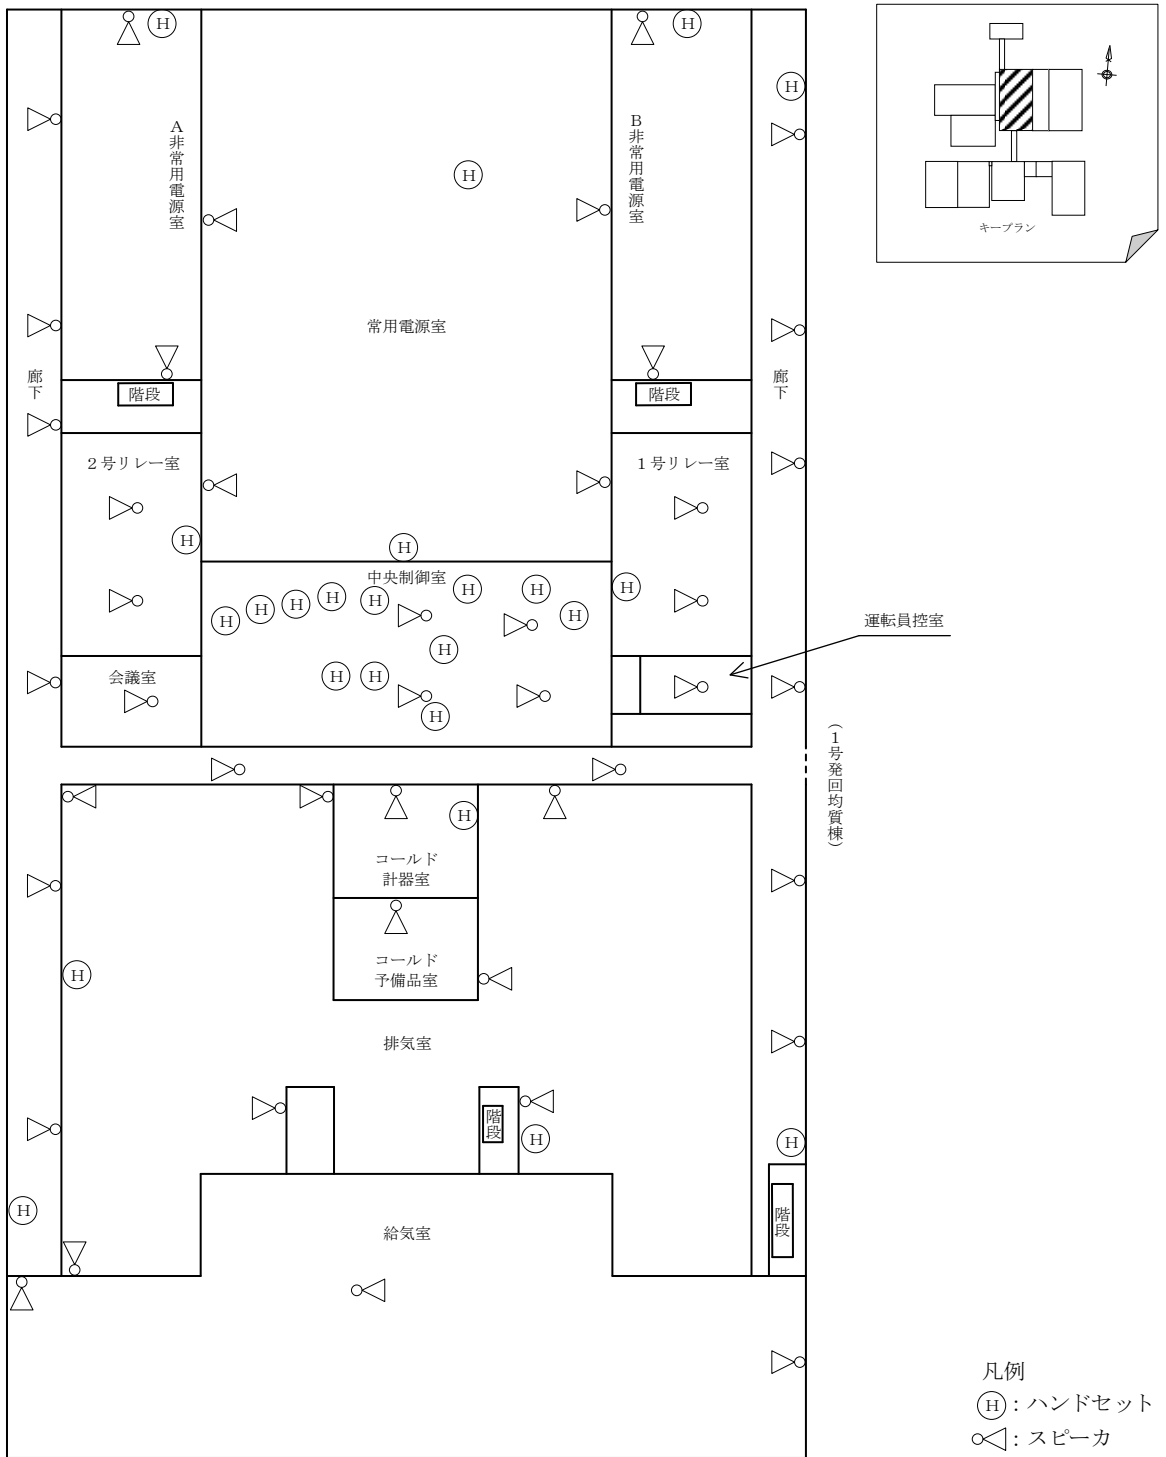 H
H
H
A非常用電源室
B非常用電源室
H
キープラン
常用電源室
廊下
階段
階段
廊下
2号リレー室
1号リレー室
H
H
中央制御室
H
H
H
H
H
H
H
H
H
H
H
H
H
H
運転員控室
会議室
(1号発回均質棟)
H
コールド
計器室
コールド
予備品室
H
排気室
階段
H
H
H
階段
給気室
凡例
H:ハンドセット
:スピーカ